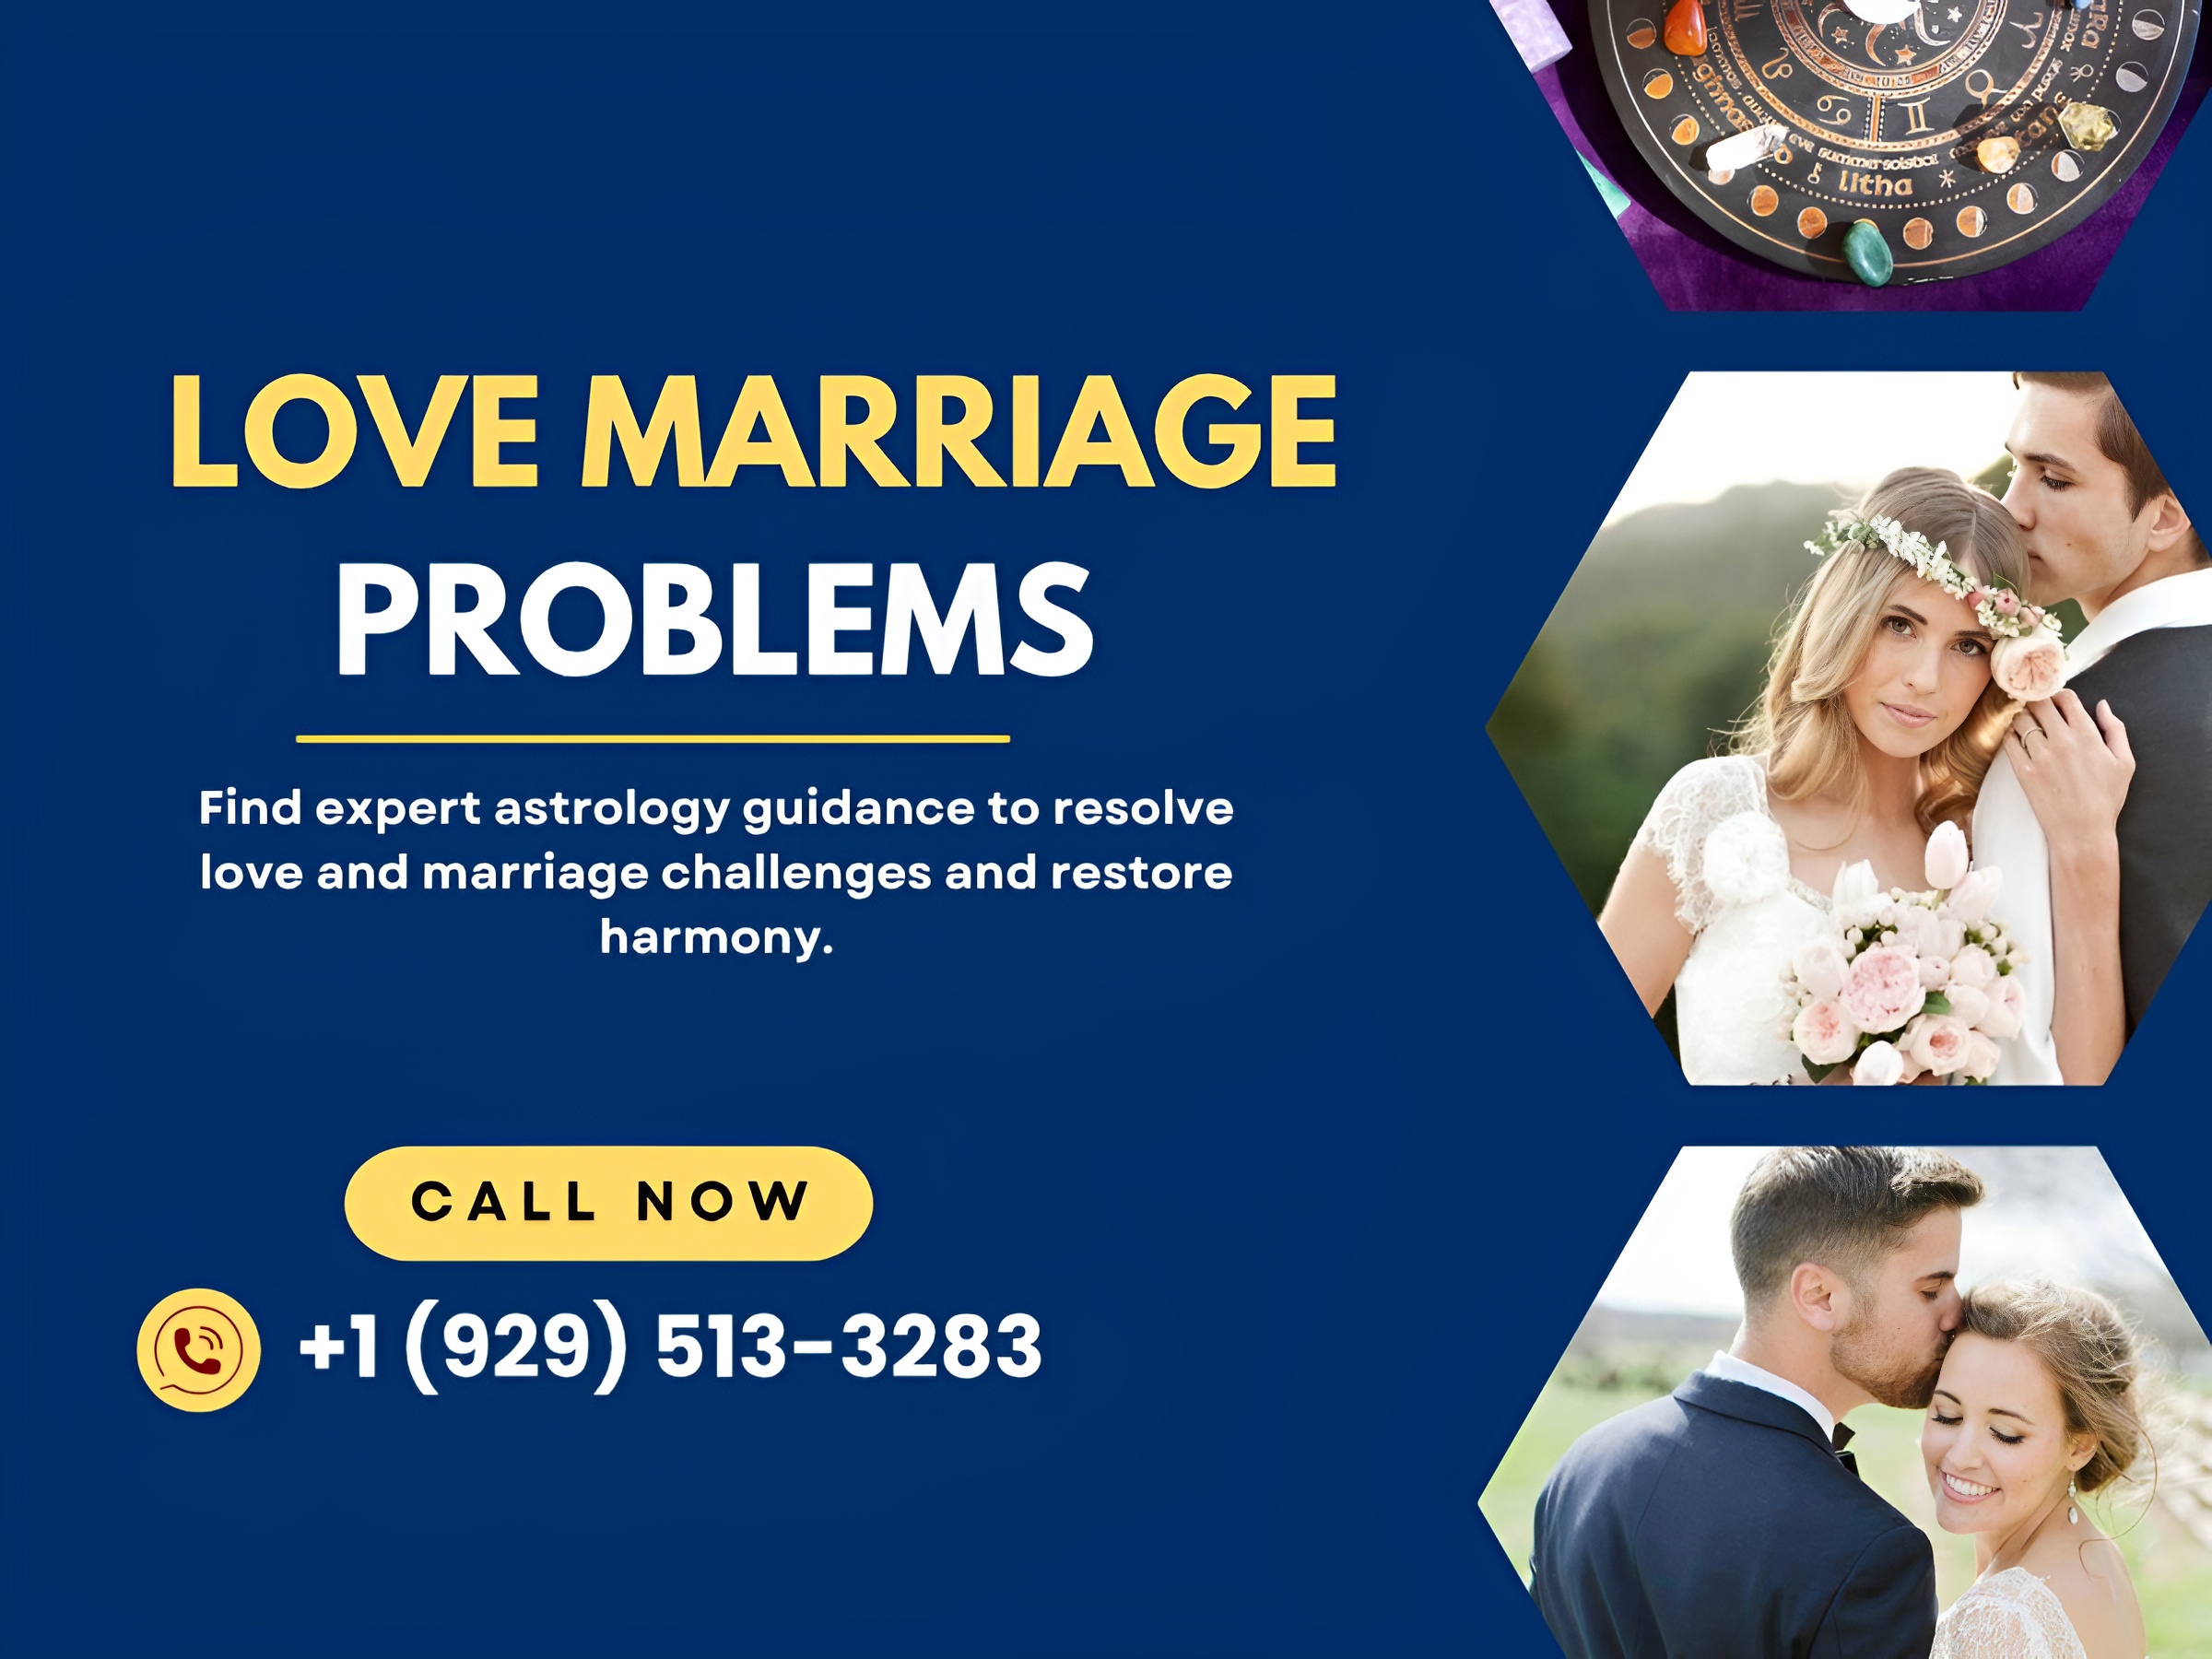 LOVE MARRIAGE
PROBLEMS
Find expert astrology guidance to resolve
love and marriage challenges and restore
harmony.
CALL NOW
+1 (929) 513-3283
litha